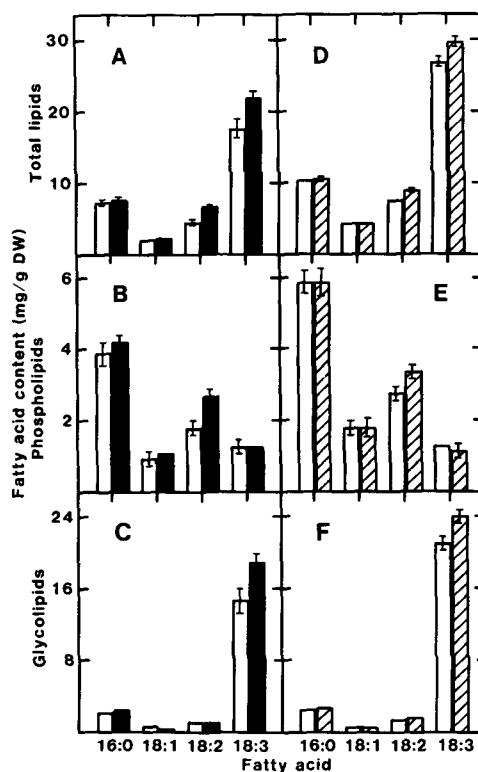 Fatty acid content (mg/g DW)
Total lipids
Phospholipids
Glycolipids
30
20
10
A
D
6
4
2
B
E
24
16
8
C
F
16:0 18:1 18:2 18:3 16:0 18:1 18:2 18:3
Fatty acid